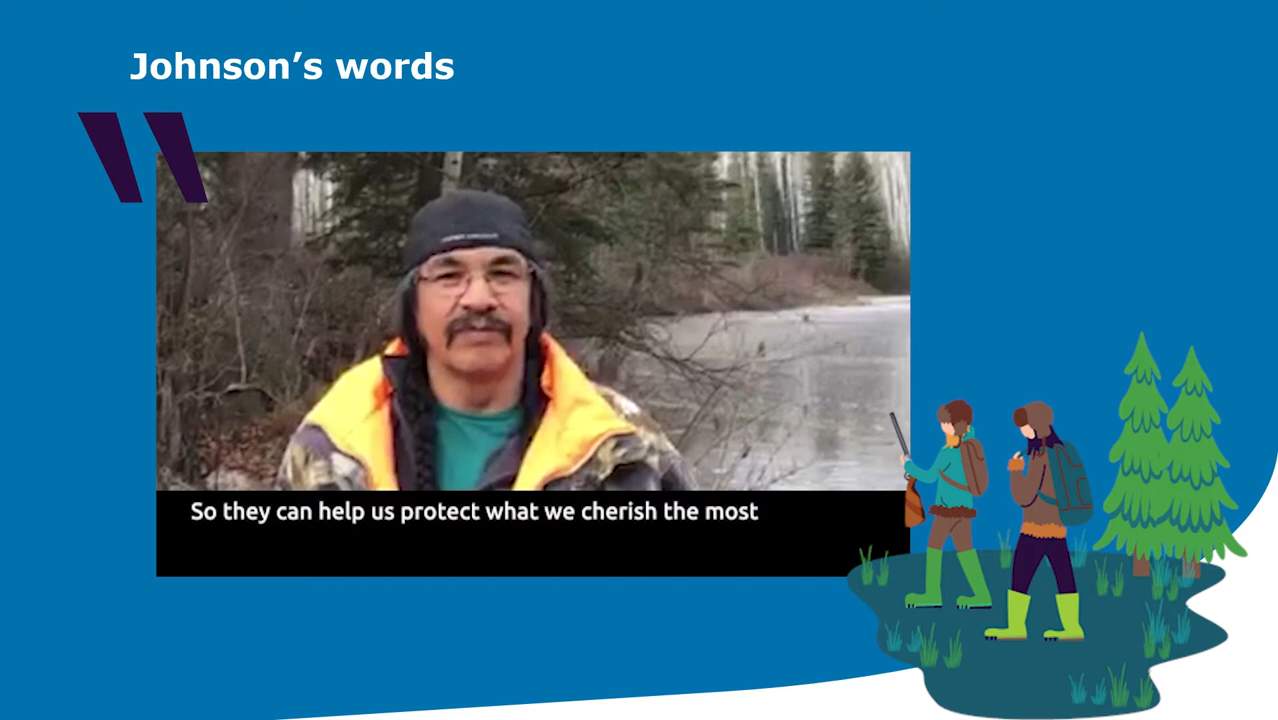 Johnson’s words
So they can help us protect what we cherish the most